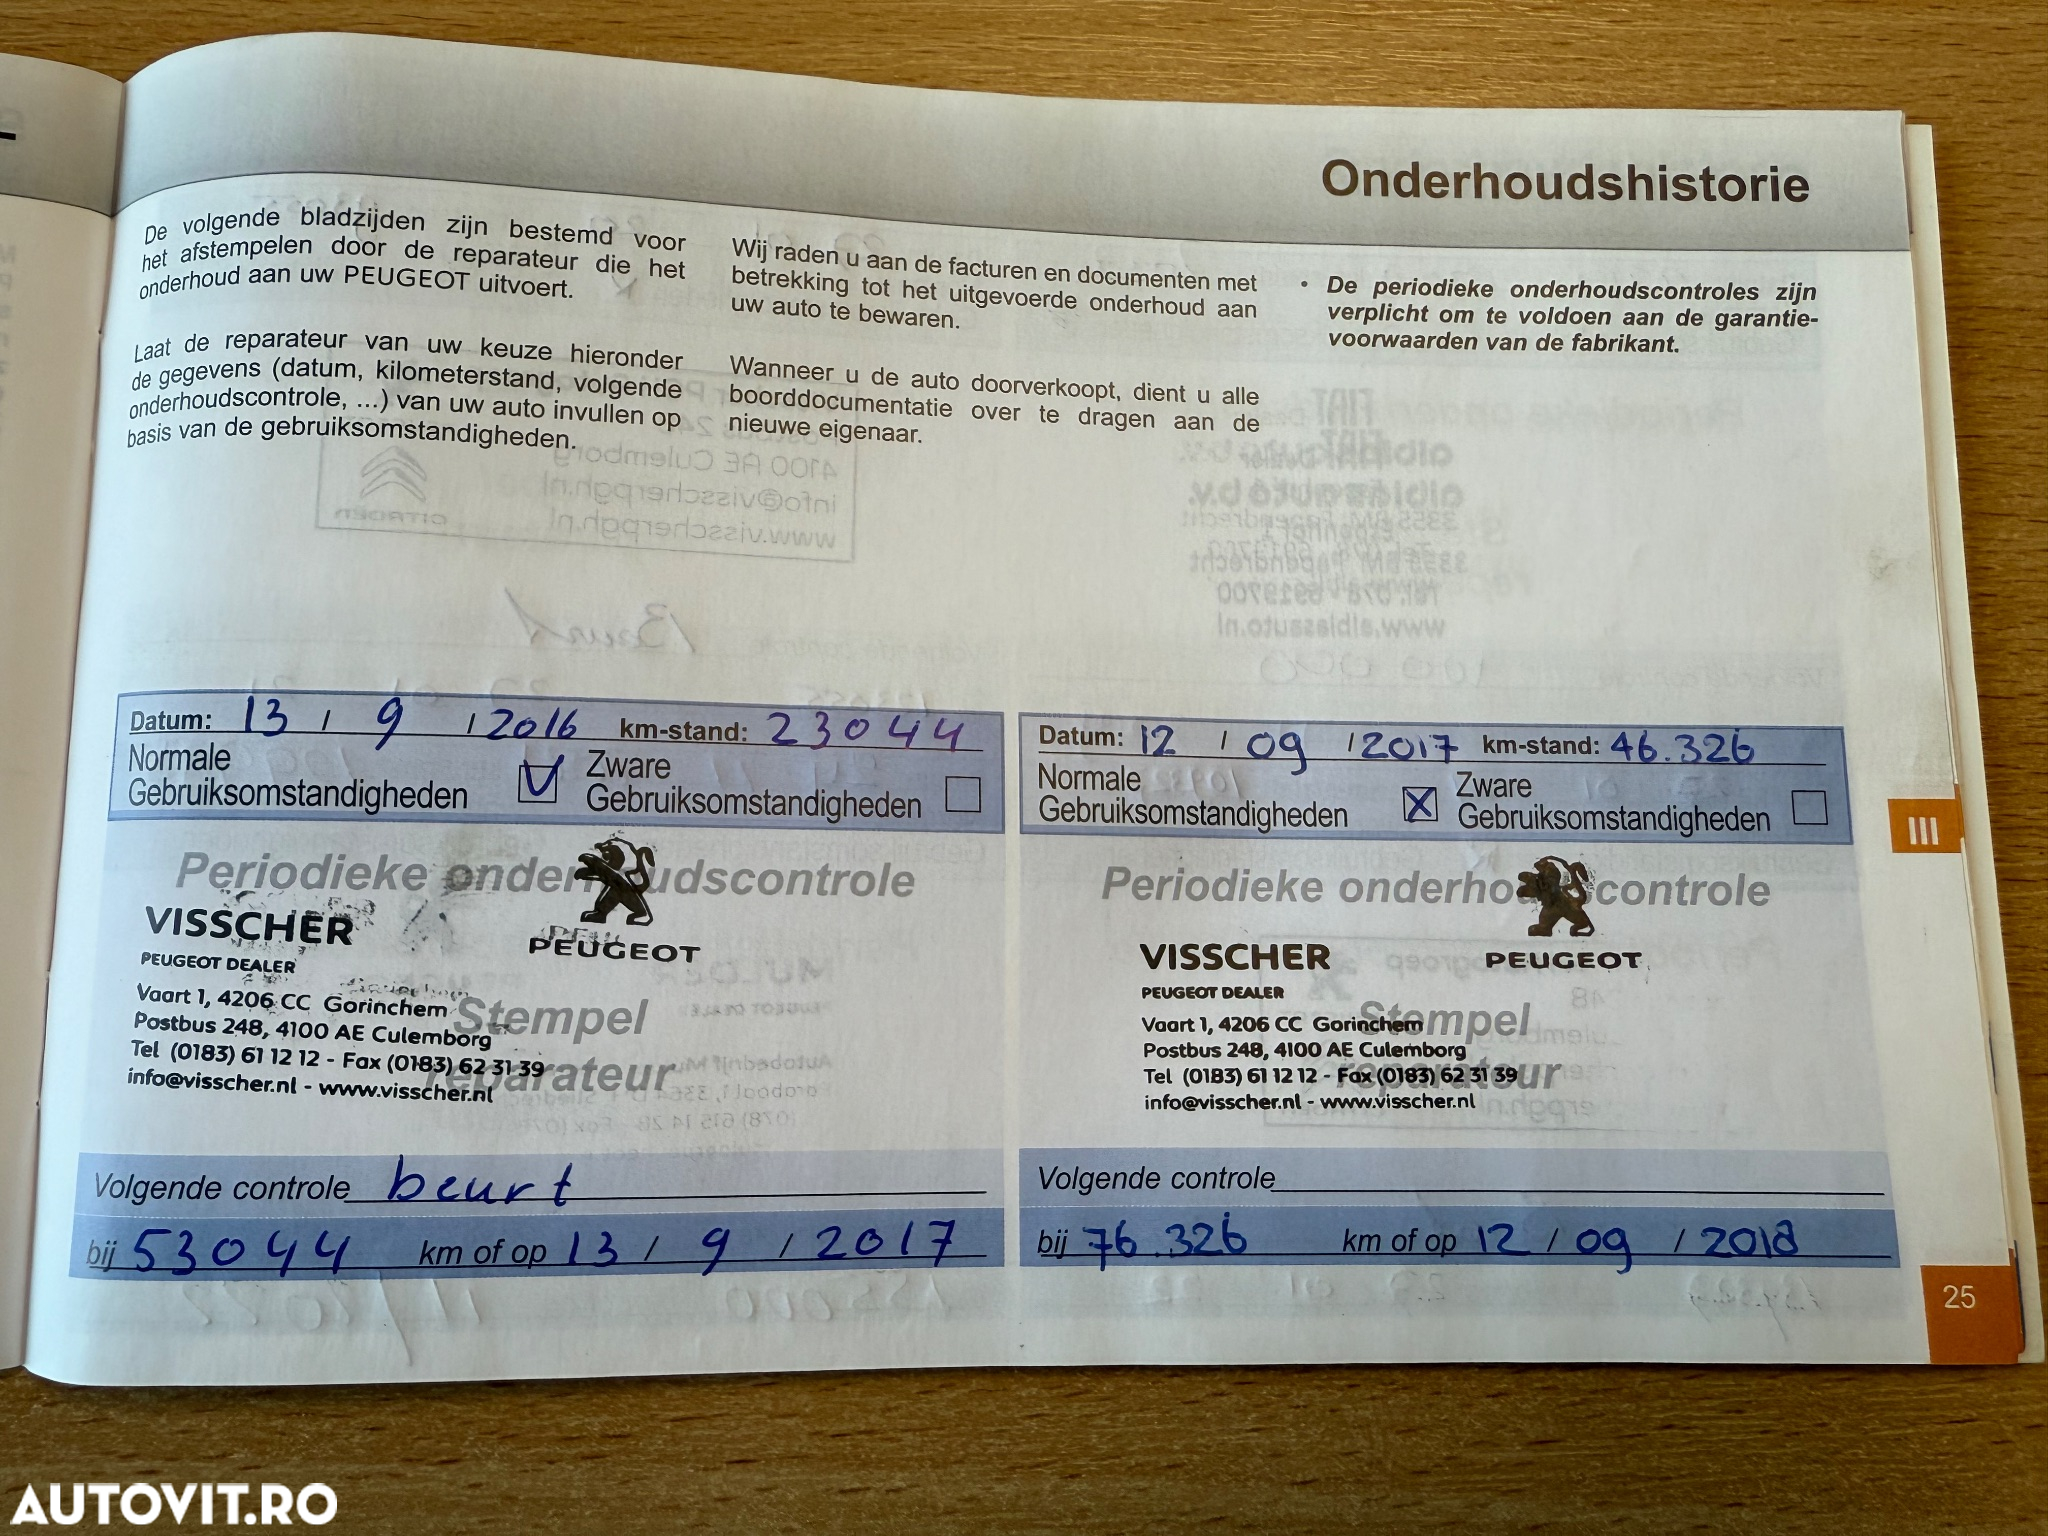 Onderhoudshistorie
De volgende bladzijden zijn bestemd voor
het afstempelen door de reparateur die het
onderhoud aan uw PEUGEOT uitvoert.
Laat de reparateur van uw keuze hieronder
de gegevens (datum, kilometerstand, volgende
onderhoudscontrole, ...) van uw auto invullen op
basis van de gebruiksomstandigheden.
Wij raden u aan de facturen en documenten met
betrekking tot het uitgevoerde onderhoud aan
uw auto te bewaren.
Wanneer u de auto doorverkoopt, dient u alle
boorddocumentatie over te dragen aan de
nieuwe eigenaar.
• De periodieke onderhoudscontroles zijn
verplicht om te voldoen aan de garantie-
voorwaarden van de fabrikant.
Datum: 13 / 9 / 2016 km-stand: 23044
Normale
Gebruiksomstandigheden V
Zware
Gebruiksomstandigheden
Periodieke onderhoudscontrole
VISSCHER
PEUGEOT
PEUGEOT DEALER
Vaart 1, 4206 CC Gorinchem
Postbus 248, 4100 AE Culemborg
Tel (0183) 61 12 12 - Fax (0183) 62 31 39
info@visscher.nl - www.visscher.nl
Stempel
reparateur
Volgende controle beurt
bij 53044 km of op 13 / 9 / 2017
Datum: 12 / 09 / 2017 km-stand: 46.326
Normale
Gebruiksomstandigheden X
Zware
Gebruiksomstandigheden
Periodieke onderhoudscontrole
VISSCHER
PEUGEOT
PEUGEOT DEALER
Vaart 1, 4206 CC Gorinchem
Postbus 248, 4100 AE Culemborg
Tel (0183) 61 12 12 - Fax (0183) 62 31 39
info@visscher.nl - www.visscher.nl
Stempel
reparateur
Volgende controle
bij 76.326 km of op 12 / 09 / 2018
III
25
AUTOVIT.RO